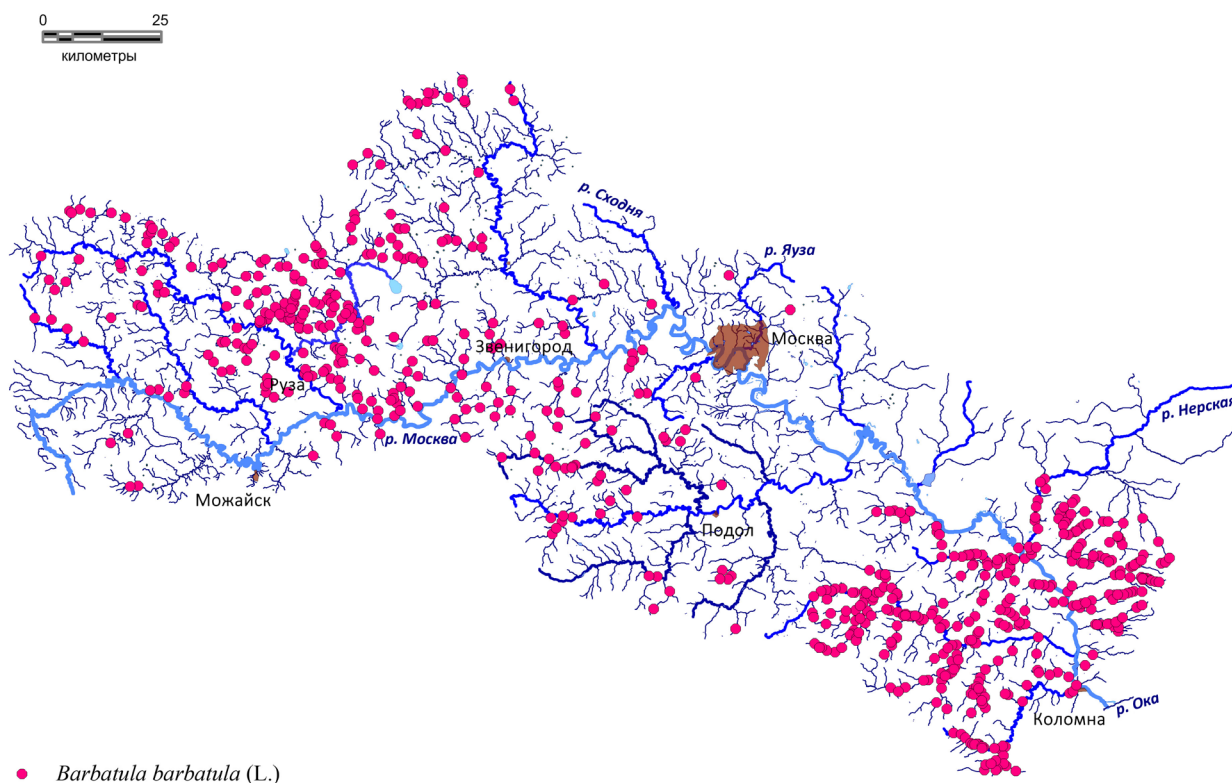 0 25
километры
р. Сходня
р. Яуза
Москва
Звенигород
Руза
р. Москва
р. Нерская
Можайск
Подол
Коломна
р. Ока
Barbatula barbatula (L.)